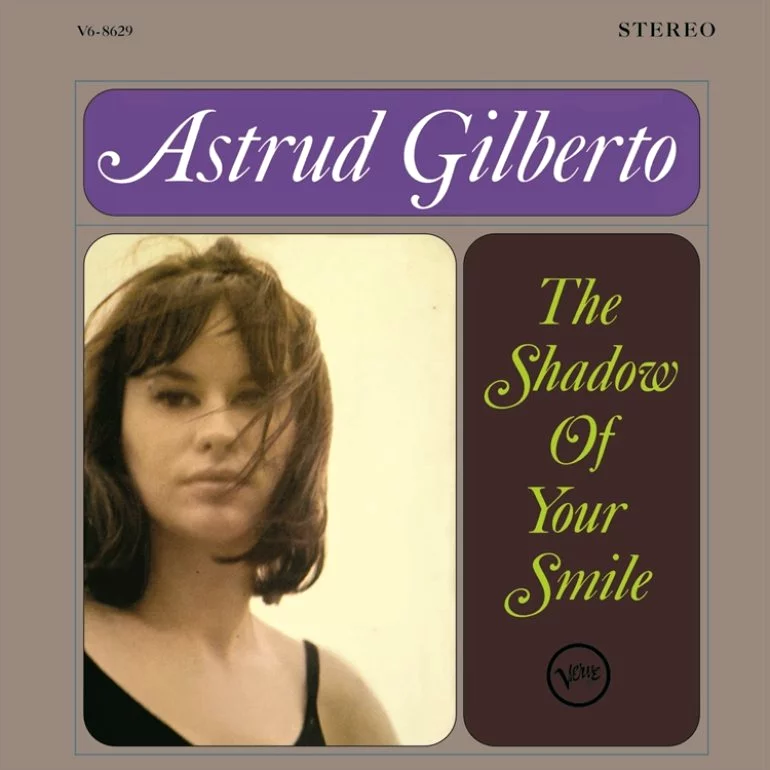 V6-8629
STEREO
Astrud Gilberto
The
Shadow
Of
Your
Smile
Verve